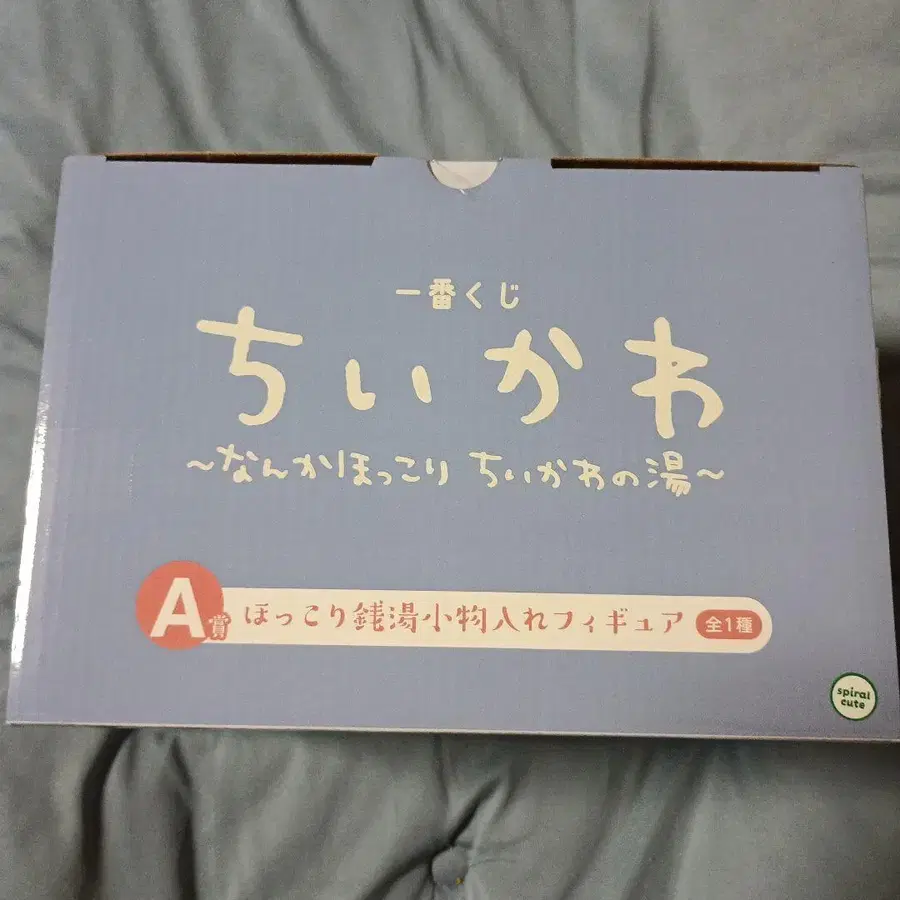 一番くじ
ちいかわ
～なんかほっこり ちいかわの湯～
A賞 ほっこり銭湯小物入れフィギュア 全1種
spiral
cute